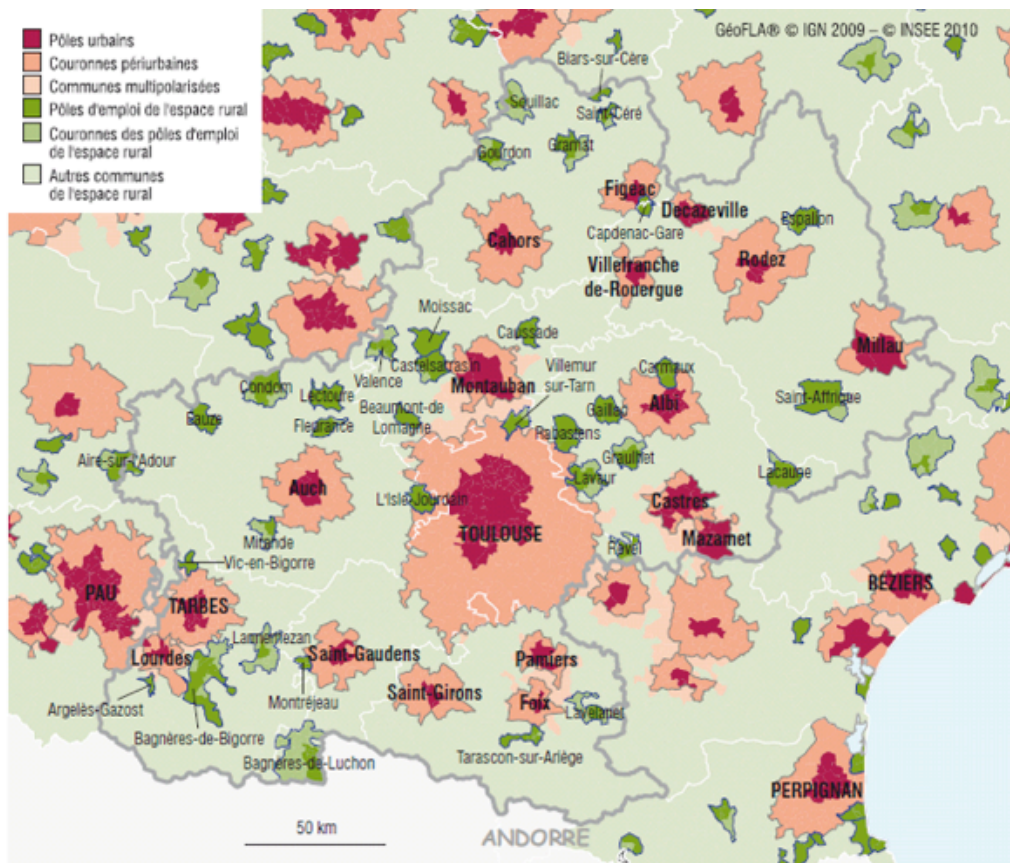 GéoFLA® © IGN 2009 – © INSEE 2010
Pôles urbains
Couronnes périurbaines
Communes multipolarisées
Pôles d'emploi de l'espace rural
Couronnes des pôles d'emploi
de l'espace rural
Autres communes
de l'espace rural
Biars-sur-Cère
Souillac
Saint-Céré
Gourdon
Gramat
Figeac
Decazeville
Capdenac-Gare
Espalion
Cahors
Villefranche
de-Rodergue
Rodez
Moissac
Caussade
Millau
Valence
Castelsarrasin
Montauban
Villemur
sur-Tarn
Carmaux
Condom
Lectoure
Beaumont-de
Lomagne
Gaillac
Albi
Saint-Affrique
Eauze
Fleurance
Rabastens
Aire-sur-l'Adour
Graulhet
Lavaur
Lacaune
Auch
L'Isle-Jourdain
TOULOUSE
Castres
Mirande
Revel
Mazamet
Vic-en-Bigorre
PAU
TARBES
BEZIERS
Lannemezan
Lourdes
Saint-Gaudens
Pamiers
Argelès-Gazost
Montréjeau
Saint-Girons
Foix
Lavelanet
Bagnères-de-Bigorre
Tarascon-sur-Ariège
Bagnères-de-Luchon
PERPIGNAN
50 km
ANDORRE